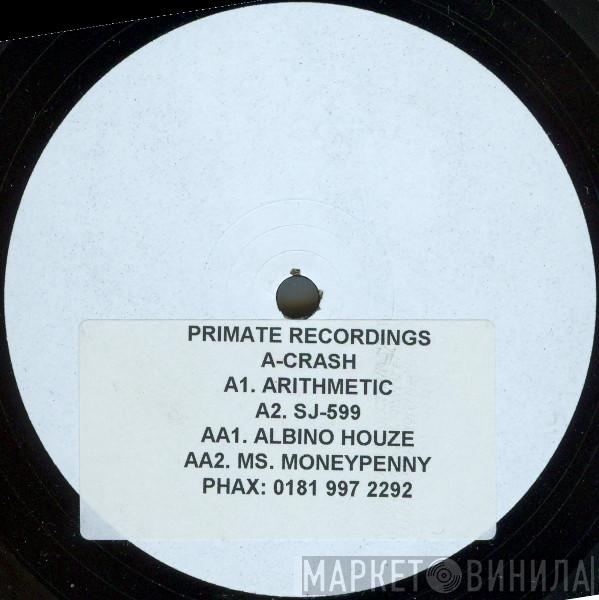 PRIMATE RECORDINGS
A-CRASH
A1. ARITHMETIC
A2. SJ-599
AA1. ALBINO HOUZE
AA2. MS. MONEYPENNY
PHAX: 0181 997 2292
МАРКЕТ ВИНИЛА